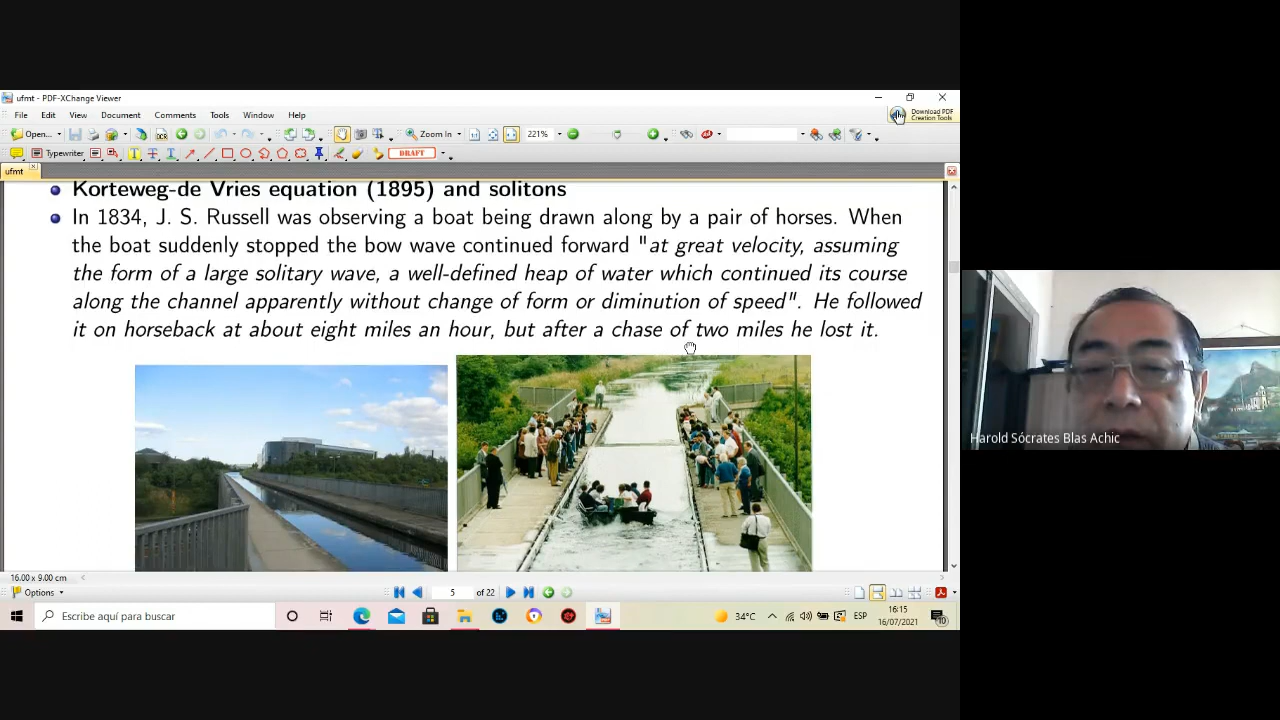 ufmt - PDF-XChange Viewer
File Edit View Document Comments Tools Window Help
Download PDF
Creation Tools
Open... OCR Zoom In 221%
Typewriter DRAFT
ufmt
Korteweg-de Vries equation (1895) and solitons
In 1834, J. S. Russell was observing a boat being drawn along by a pair of horses. When
the boat suddenly stopped the bow wave continued forward "at great velocity, assuming
the form of a large solitary wave, a well-defined heap of water which continued its course
along the channel apparently without change of form or diminution of speed". He followed
it on horseback at about eight miles an hour, but after a chase of two miles he lost it.
Harold Sócrates Blas Achic
16.00 x 9.00 cm
Options 5 of 22
Escribe aquí para buscar 34°C ESP 16:15
16/07/2021 10